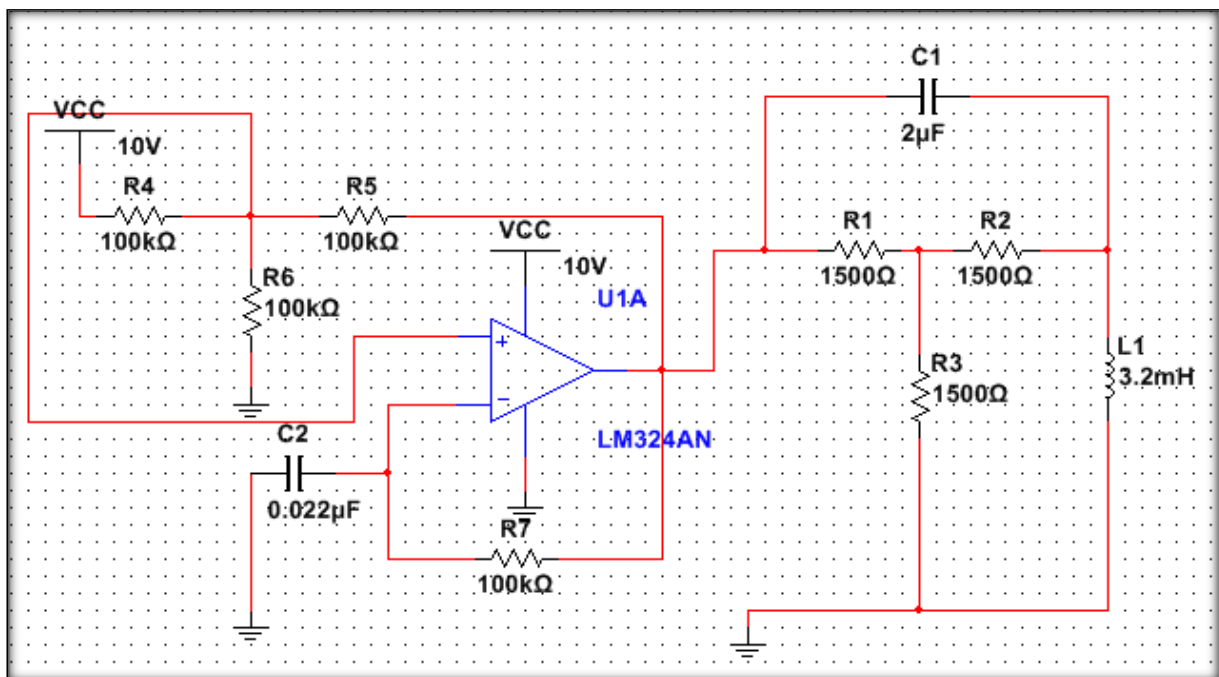 C1
2µF
VCC
10V
R4
100kΩ
R5
100kΩ
VCC
10V
R1
1500Ω
R2
1500Ω
R6
100kΩ
U1A
+
−
LM324AN
R3
1500Ω
L1
3.2mH
C2
0.022µF
R7
100kΩ